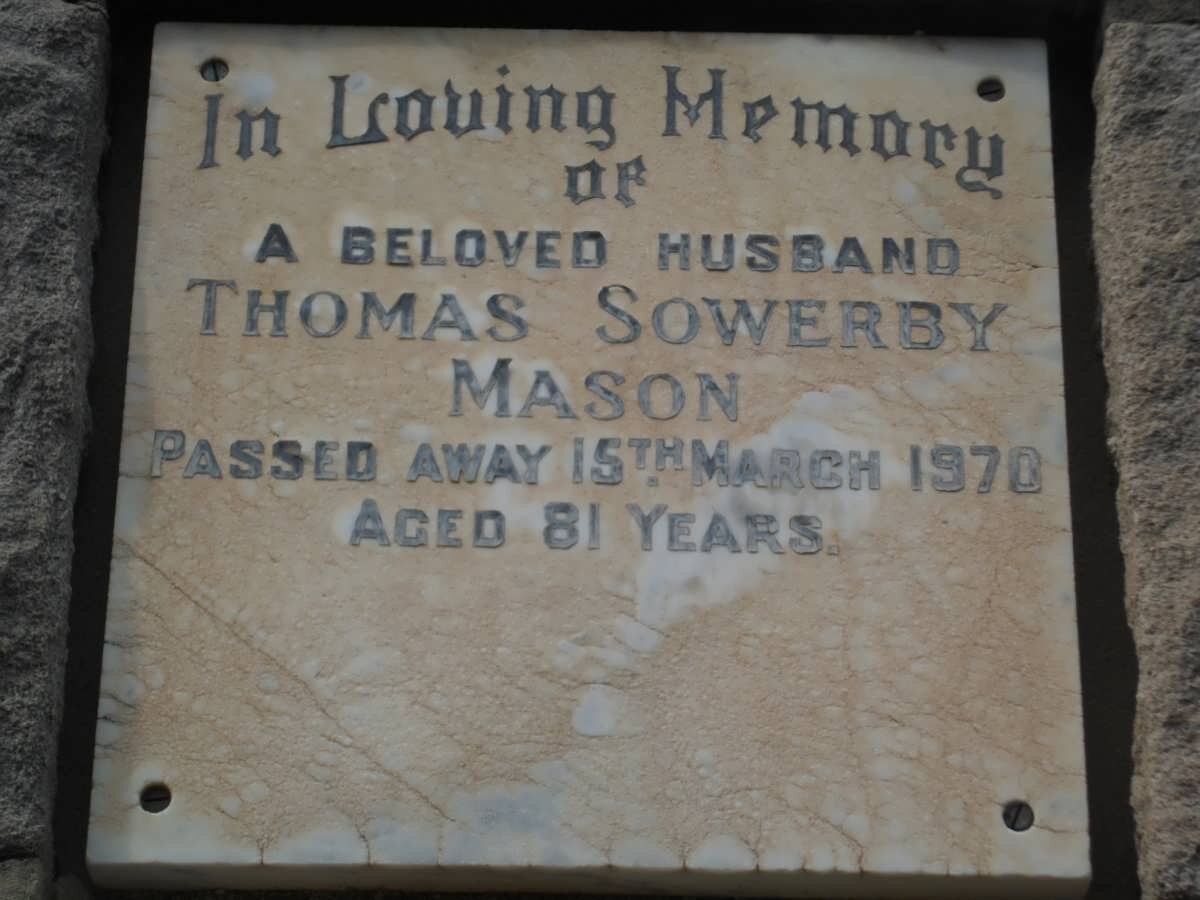 In Loving Memory
of
A BELOVED HUSBAND
THOMAS SOWERBY
MASON
PASSED AWAY 15TH. MARCH 1970
AGED 81 YEARS.